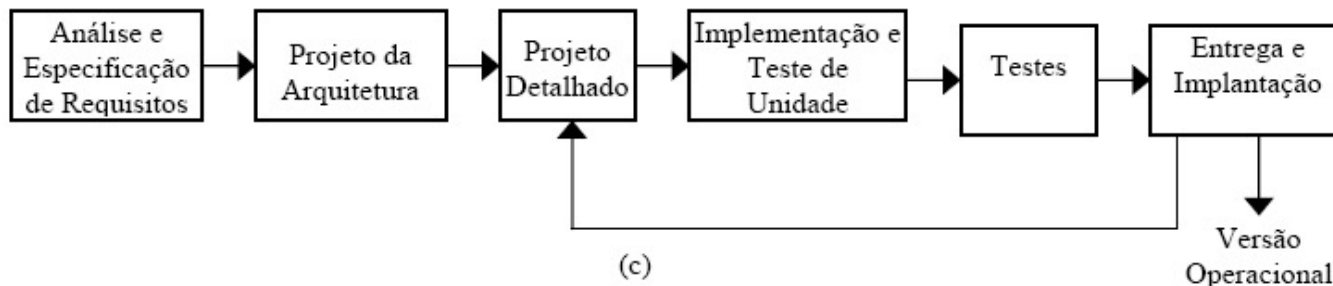 Análise e
Especificação
de Requisitos
Projeto da
Arquitetura
Projeto
Detalhado
Implementação e
Teste de
Unidade
Testes
Entrega e
Implantação
Versão
Operacional
(c)